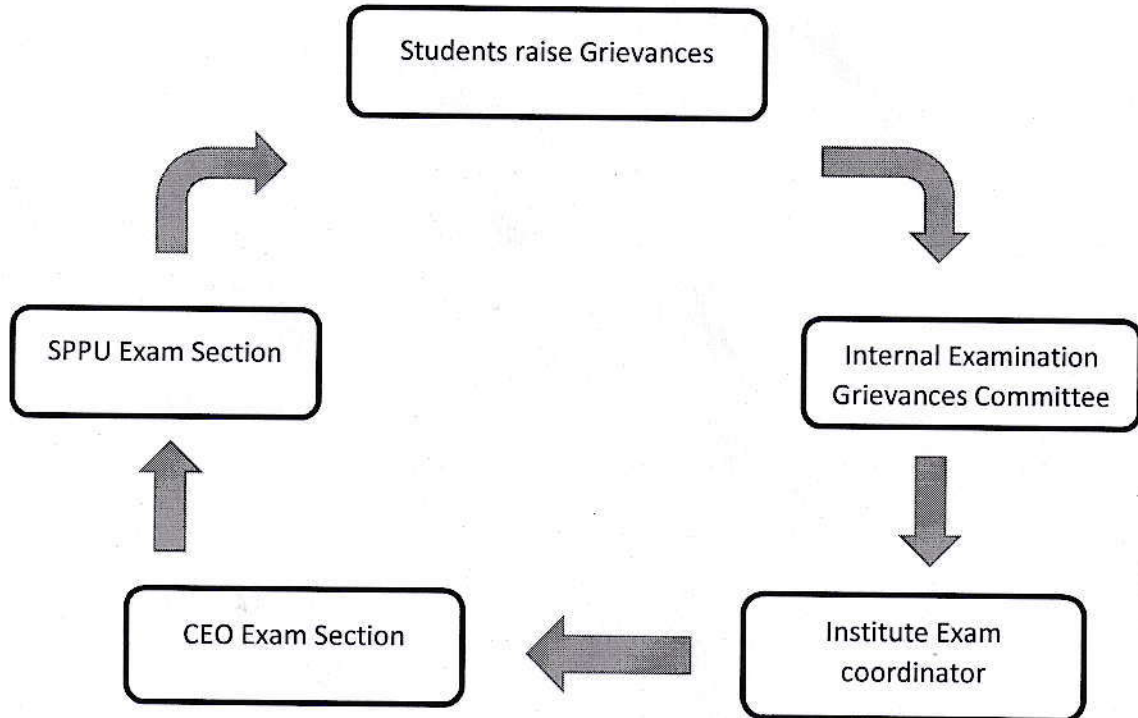 Students raise Grievances
Internal Examination
Grievances Committee
Institute Exam
coordinator
CEO Exam Section
SPPU Exam Section